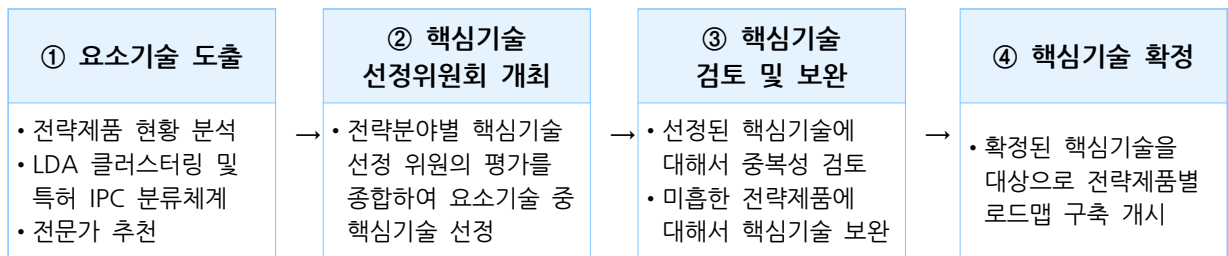 ① 요소기술 도출
• 전략제품 현황 분석
• LDA 클러스터링 및
특허 IPC 분류체계
• 전문가 추천
→
② 핵심기술
선정위원회 개최
• 전략분야별 핵심기술
선정 위원의 평가를
종합하여 요소기술 중
핵심기술 선정
→
③ 핵심기술
검토 및 보완
• 선정된 핵심기술에
대해서 중복성 검토
• 미흡한 전략제품에
대해서 핵심기술 보완
→
④ 핵심기술 확정
• 확정된 핵심기술을
대상으로 전략제품별
로드맵 구축 개시